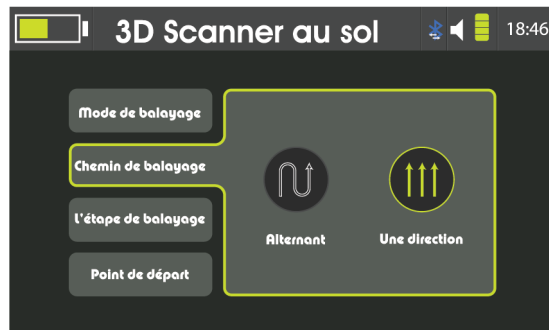 3D Scanner au sol
18:46
Mode de balayage
Chemin de balayage
L'étape de balayage
Point de départ
Alternant
Une direction